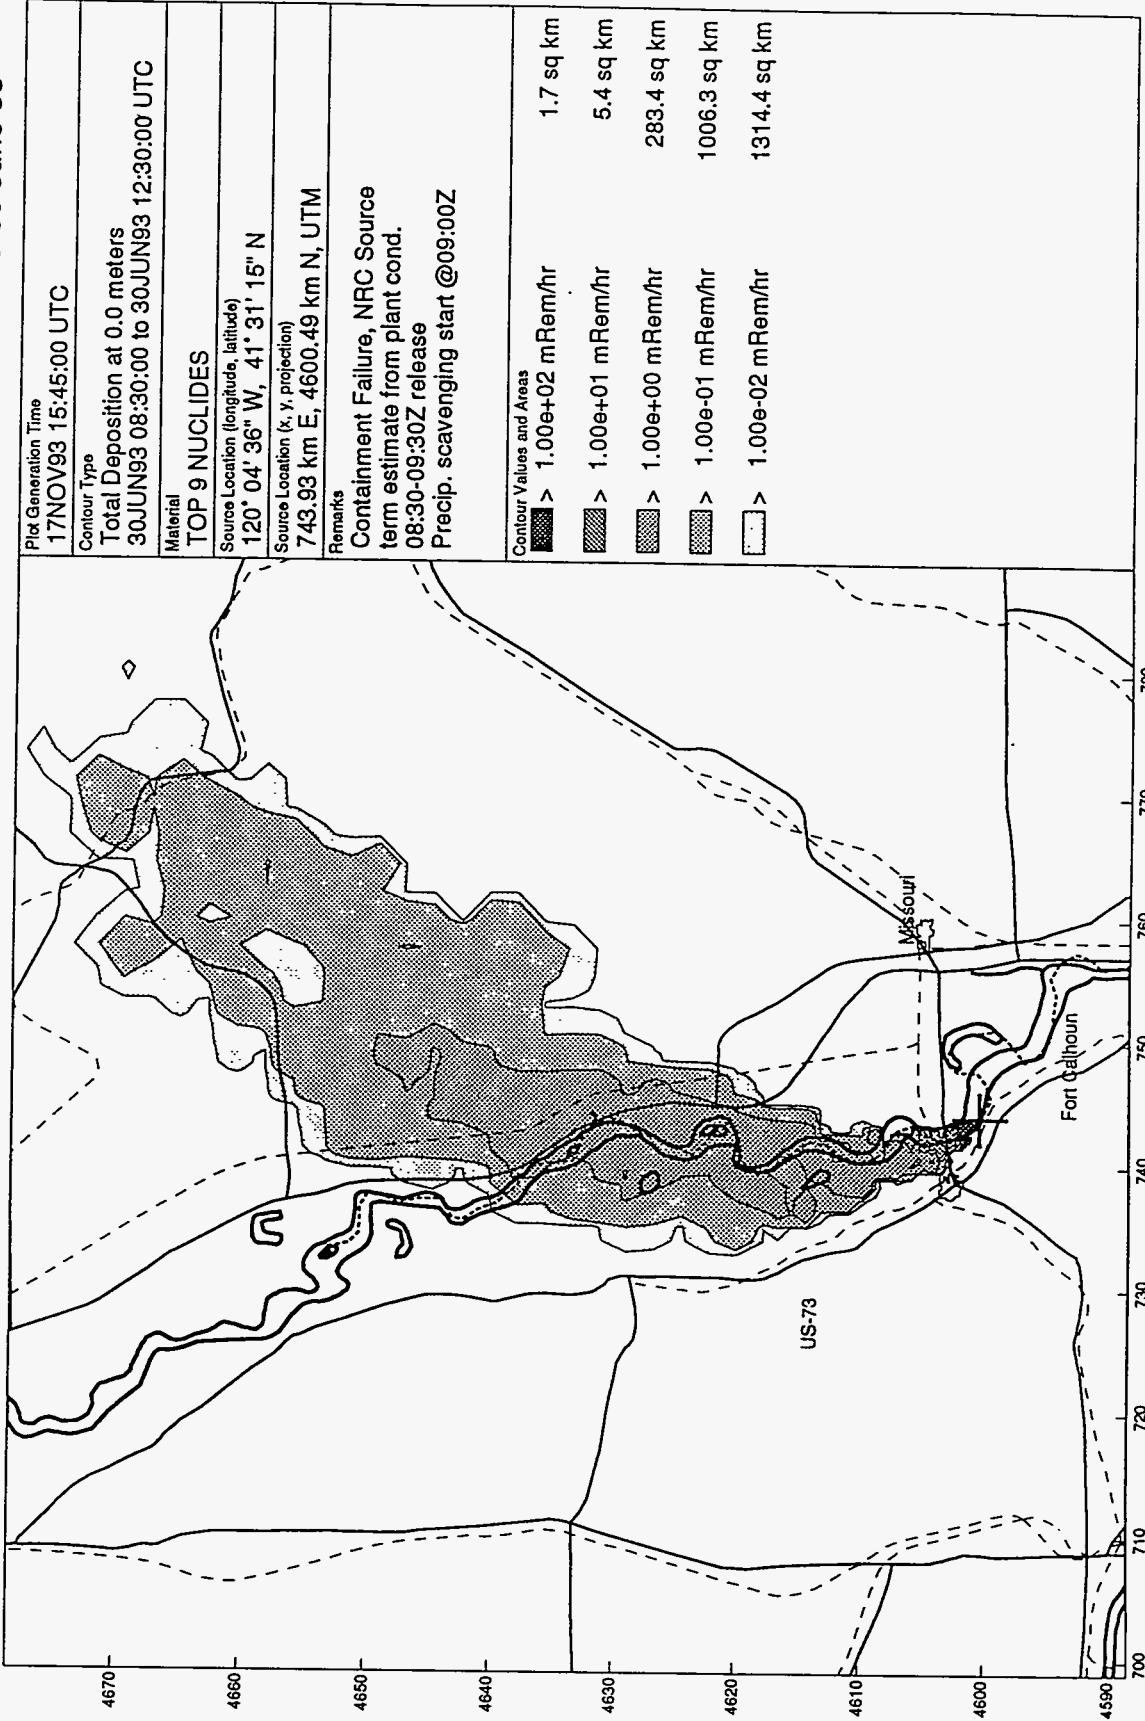 Plot Generation Time
17NOV93 15:45:00 UTC
Contour Type
Total Deposition at 0.0 meters
30JUN93 08:30:00 to 30JUN93 12:30:00 UTC
Material
TOP 9 NUCLIDES
Source Location (longitude, latitude)
120° 04' 36" W, 41° 31' 15" N
Source Location (x, y, projection)
743.93 km E, 4600.49 km N, UTM
Remarks
Containment Failure, NRC Source
term estimate from plant cond.
08:30-09:30Z release
Precip. scavenging start @09:00Z
Contour Values and Areas
> 1.00e+02 mRem/hr 1.7 sq km
> 1.00e+01 mRem/hr 5.4 sq km
> 1.00e+00 mRem/hr 283.4 sq km
> 1.00e-01 mRem/hr 1006.3 sq km
> 1.00e-02 mRem/hr 1314.4 sq km
4670
4660
4650
4640
4630
4620
4610
4600
4590
US-73
Missouri
Fort Calhoun
700
710
720
730
740
750
760
770